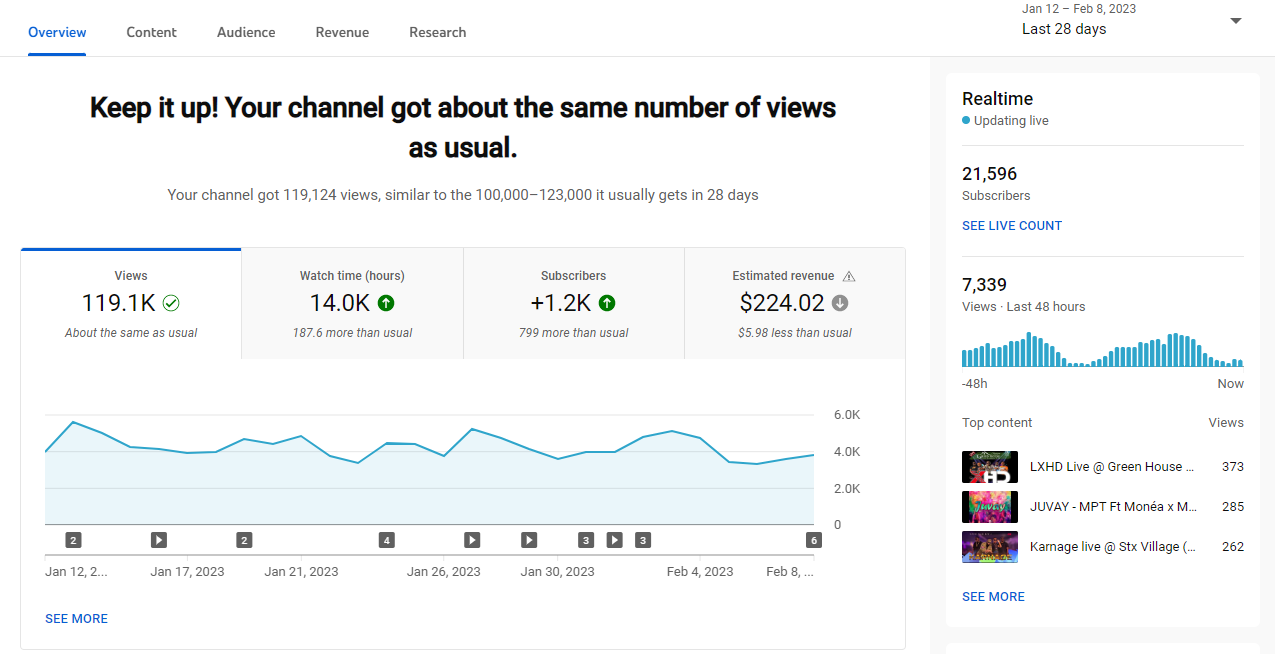 Overview Content Audience Revenue Research
Jan 12 – Feb 8, 2023
Last 28 days
Keep it up! Your channel got about the same number of views
as usual.
Your channel got 119,124 views, similar to the 100,000–123,000 it usually gets in 28 days
Views
119.1K
About the same as usual
Watch time (hours)
14.0K
187.6 more than usual
Subscribers
+1.2K
799 more than usual
Estimated revenue
$224.02
$5.98 less than usual
6.0K
4.0K
2.0K
0
2 2 4 3 3 6
Jan 12, 2... Jan 17, 2023 Jan 21, 2023 Jan 26, 2023 Jan 30, 2023 Feb 4, 2023 Feb 8, ...
SEE MORE
Realtime
Updating live
21,596
Subscribers
SEE LIVE COUNT
7,339
Views · Last 48 hours
-48h Now
Top content Views
LXHD Live @ Green House ... 373
JUVAY - MPT Ft Monéa x M... 285
Karnage live @ Stx Village (... 262
SEE MORE